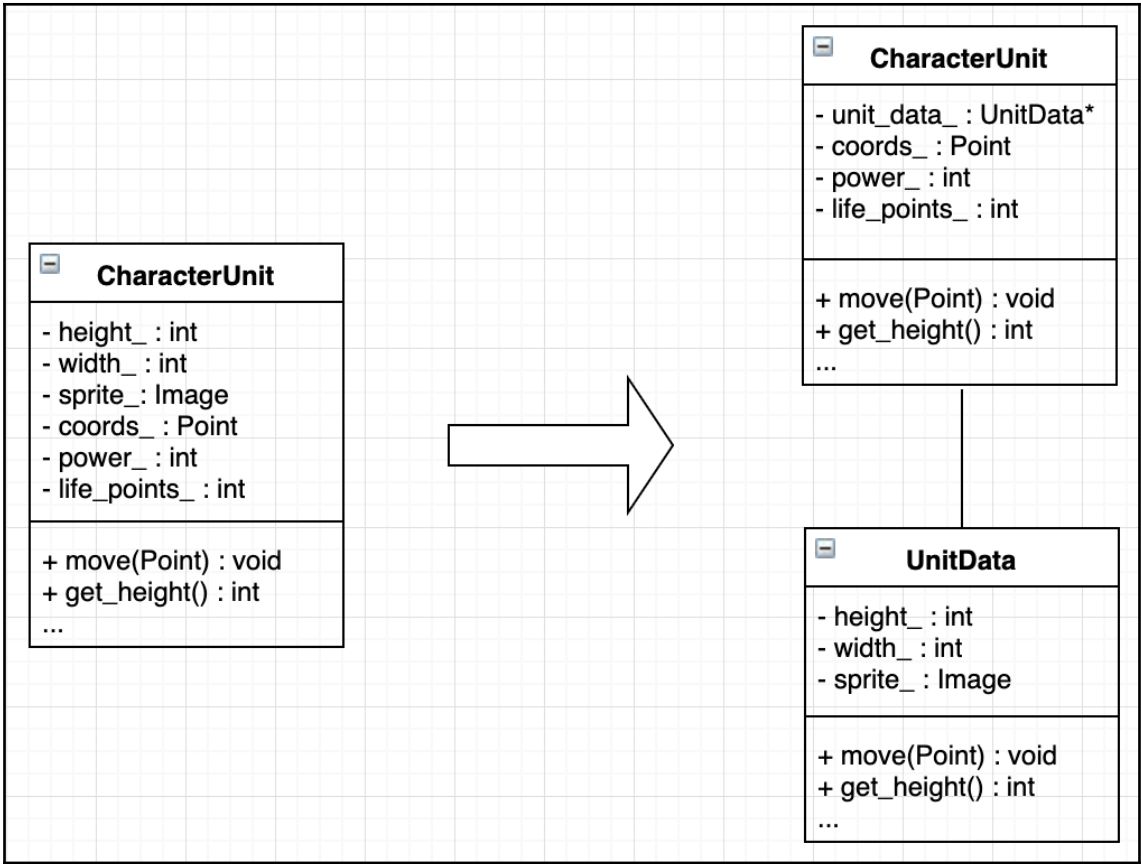 CharacterUnit
- height_ : int
- width_ : int
- sprite_: Image
- coords_ : Point
- power_ : int
- life_points_ : int
+ move(Point) : void
+ get_height() : int
...
CharacterUnit
- unit_data_ : UnitData*
- coords_ : Point
- power_ : int
- life_points_ : int
+ move(Point) : void
+ get_height() : int
...
UnitData
- height_ : int
- width_ : int
- sprite_ : Image
+ move(Point) : void
+ get_height() : int
...